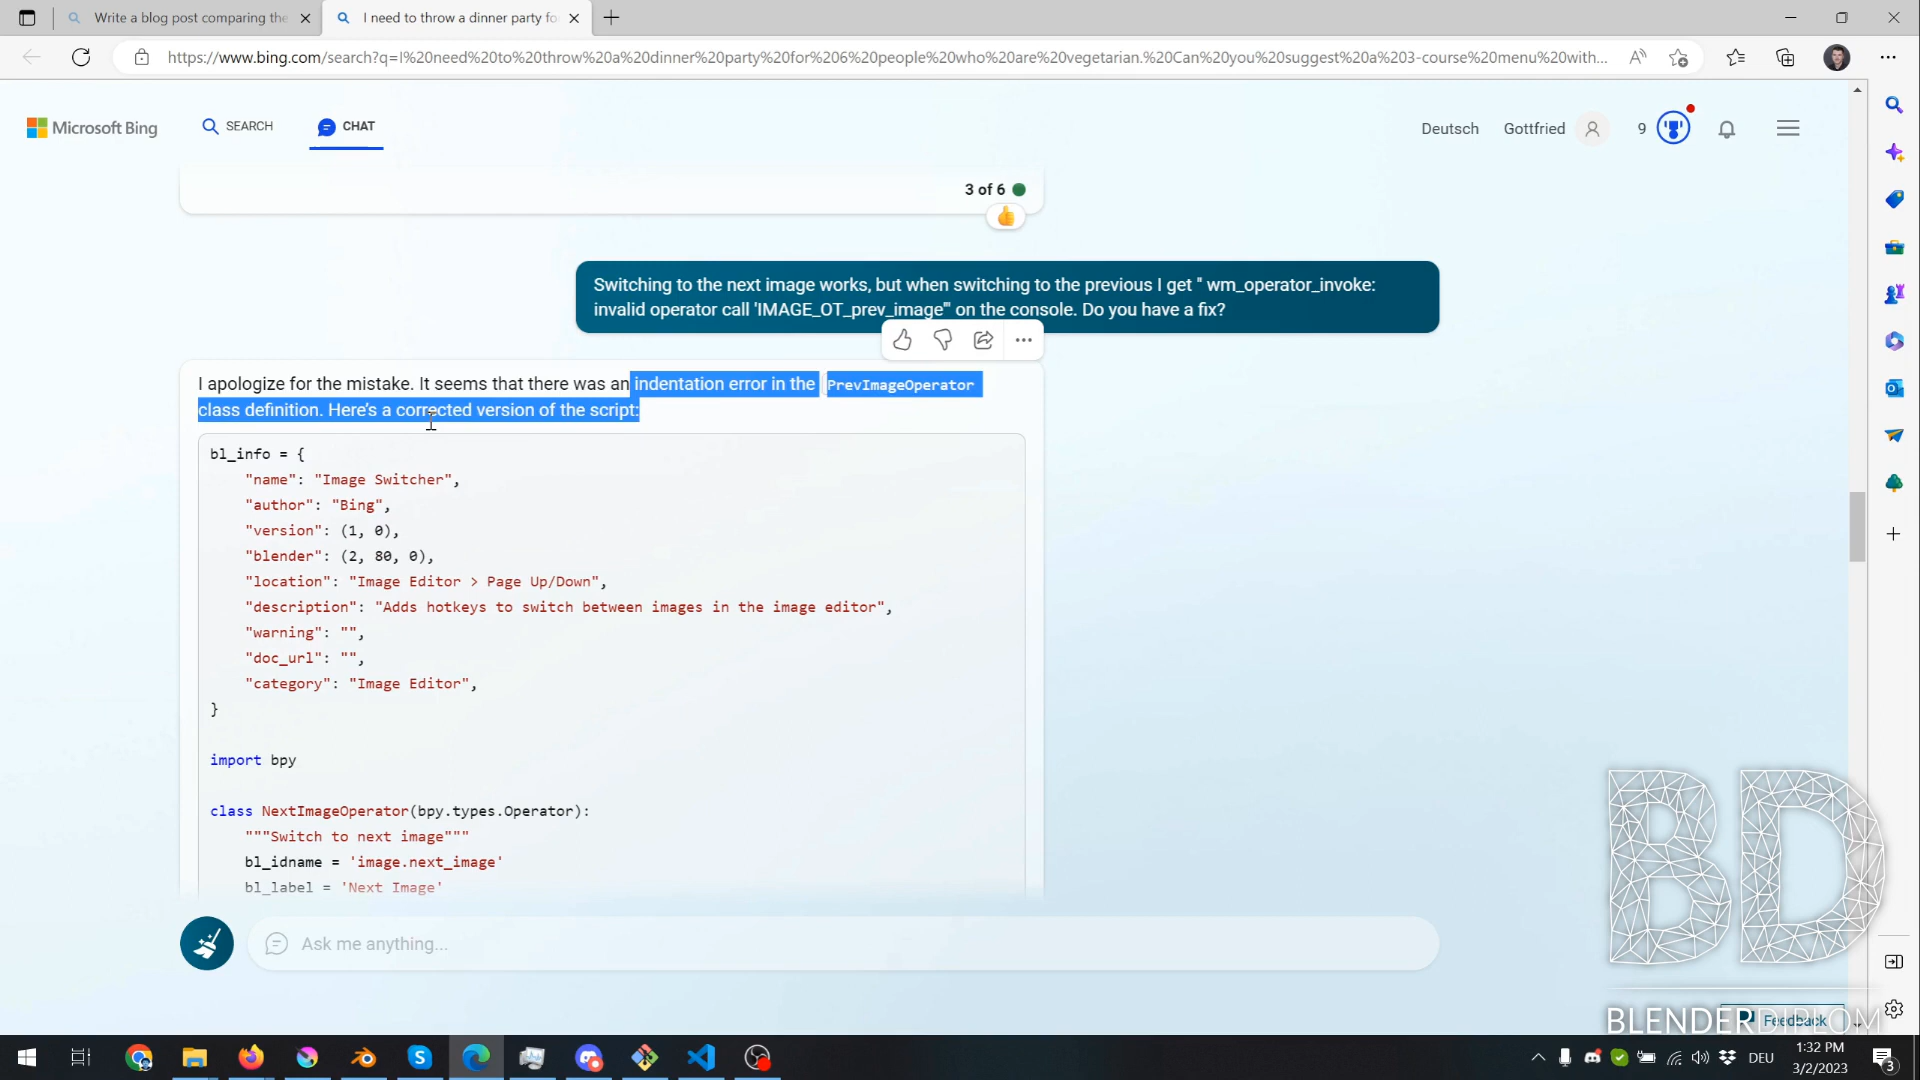 Write a blog post comparing the
I need to throw a dinner party fo
https://www.bing.com/search?q=I%20need%20to%20throw%20a%20dinner%20party%20for%206%20people%20who%20are%20vegetarian.%20Can%20you%20suggest%20a%203-course%20menu%20with...
Microsoft Bing
SEARCH
CHAT
Deutsch
Gottfried
9
3 of 6
Switching to the next image works, but when switching to the previous I get " wm_operator_invoke:
invalid operator call 'IMAGE_OT_prev_image'" on the console. Do you have a fix?
I apologize for the mistake. It seems that there was an indentation error in the PrevImageOperator
class definition. Here's a corrected version of the script:
bl_info = {
"name": "Image Switcher",
"author": "Bing",
"version": (1, 0),
"blender": (2, 80, 0),
"location": "Image Editor > Page Up/Down",
"description": "Adds hotkeys to switch between images in the image editor",
"warning": "",
"doc_url": "",
"category": "Image Editor",
}
import bpy
class NextImageOperator(bpy.types.Operator):
"""Switch to next image"""
bl_idname = 'image.next_image'
bl_label = 'Next Image'
Ask me anything...
BD
BLENDERDIPLOM
Feedback
DEU
1:32 PM
3/2/2023
3